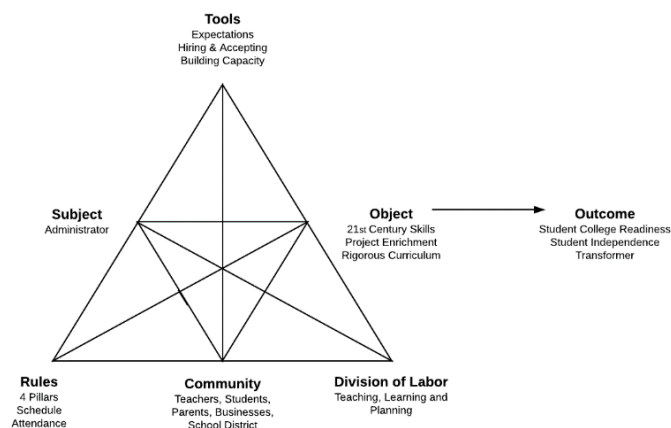 Tools
Expectations
Hiring & Accepting
Building Capacity
Subject
Administrator
Object
21st Century Skills
Project Enrichment
Rigorous Curriculum
Outcome
Student College Readiness
Student Independence
Transformer
Rules
4 Pillars
Schedule
Attendance
Community
Teachers, Students,
Parents, Businesses,
School District
Division of Labor
Teaching, Learning and
Planning